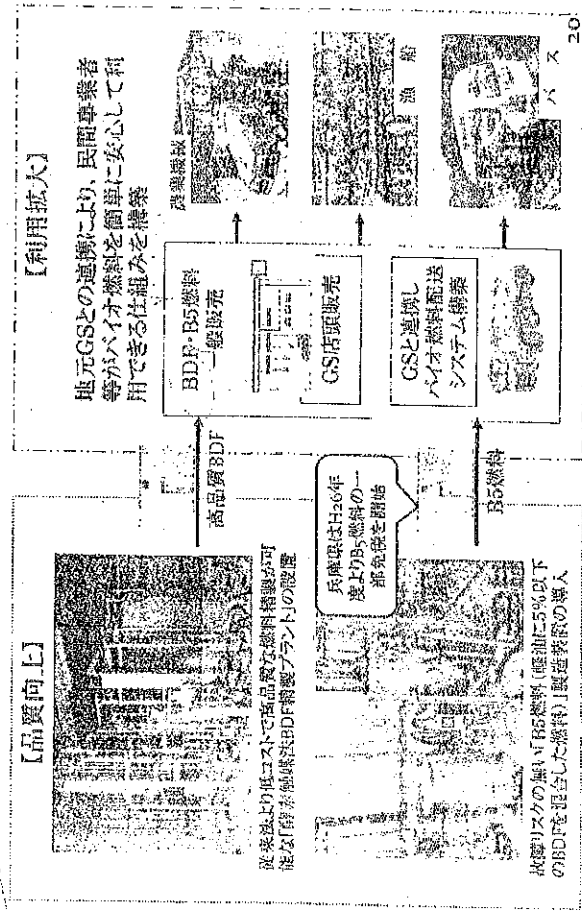 【品質向上】
従来法より低コストで高品質な燃料精製が可
能な「酵素触媒法BDF精製プラント」の設置
故障リスクの無い「B5燃料（軽油に5%以下
のBDFを混合した燃料）」製造装置の導入
高品質BDF
兵庫県はH26年
度よりB5燃料の一
部免税を開始
B5燃料
【利用拡大】
地元GSとの連携により、民間事業者
等がバイオ燃料を簡単に安心して利
用できる仕組みを構築
BDF・B5燃料
一般販売
GS店頭販売
GSと連携し
バイオ燃料配送
システム構築
農業機械
漁船
バス
20